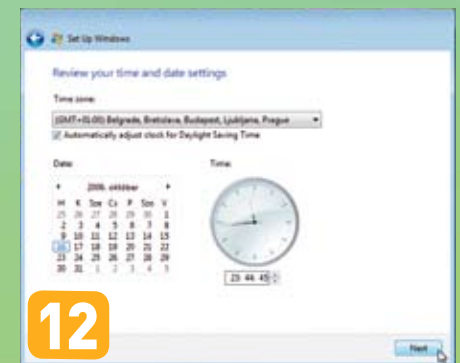 Set Up Windows
Review your time and date settings
Time zone:
(GMT+01:00) Belgrade, Bratislava, Budapest, Ljubljana, Prague
Automatically adjust clock for Daylight Saving Time
Date: Time:
2006. október
H K Sze Cs P Szo V
25 26 27 28 29 30 1
2 3 4 5 6 7 8
9 10 11 12 13 14 15
16 17 18 19 20 21 22
23 24 25 26 27 28 29
30 31 1 2 3 4 5
23:44:45
12
Next